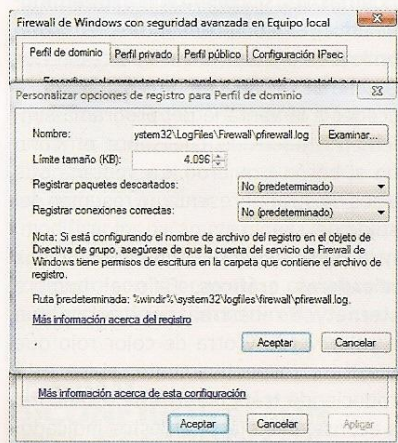 Firewall de Windows con seguridad avanzada en Equipo local
Perfil de dominio Perfil privado Perfil público Configuración IPsec
Personalizar opciones de registro para Perfil de dominio
Nombre: ystem32\LogFiles\Firewall\pfirewall.log Examinar...
Límite tamaño (KB): 4.096
Registrar paquetes descartados: No (predeterminado)
Registrar conexiones correctas: No (predeterminado)
Nota: Si está configurando el nombre de archivo del registro en el objeto de
Directiva de grupo, asegúrese de que la cuenta del servicio de Firewall de
Windows tiene permisos de escritura en la carpeta que contiene el archivo de
registro.
Ruta predeterminada: %windir%\system32\logfiles\firewall\pfirewall.log.
Más información acerca del registro
Aceptar Cancelar
Más información acerca de esta configuración
Aceptar Cancelar Aplicar